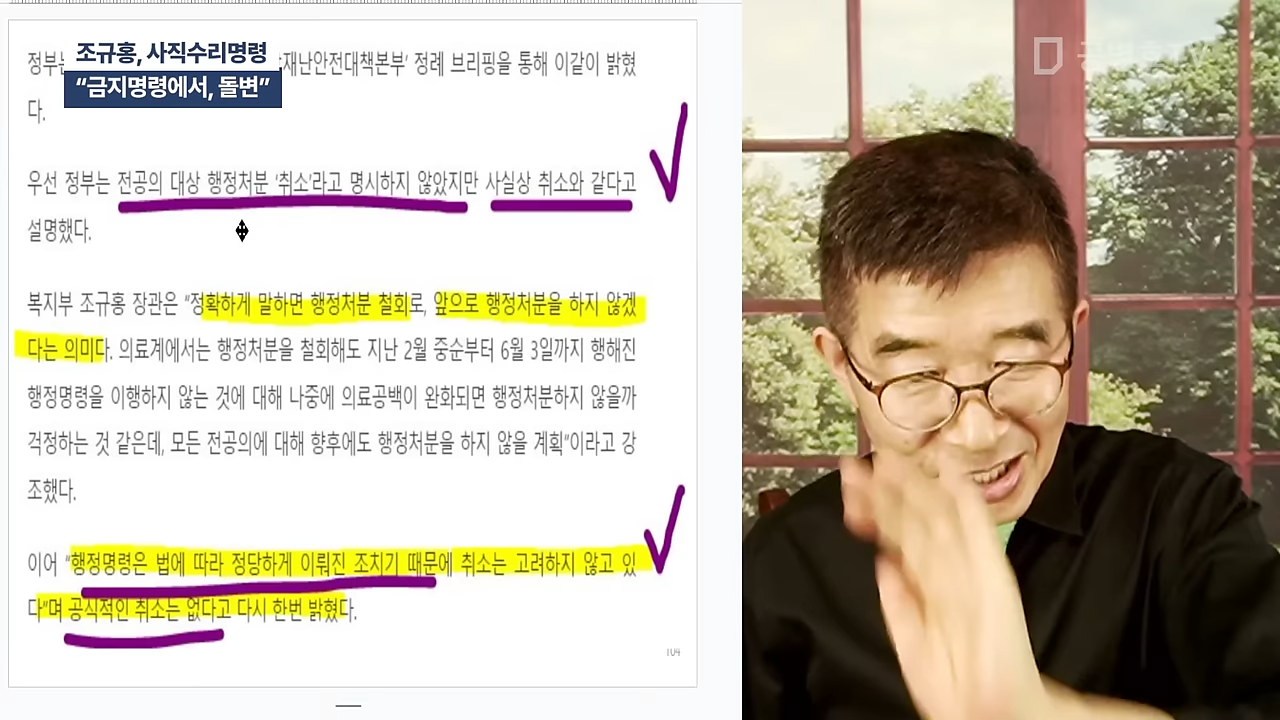 조규홍, 사직수리명령
“금지명령에서, 돌변”
정부는 재난안전대책본부’ 정례 브리핑을 통해 이같이 밝혔
다.
우선 정부는 전공의 대상 행정처분 ‘취소’라고 명시하지 않았지만 사실상 취소와 같다고
설명했다.
복지부 조규홍 장관은 “정확하게 말하면 행정처분 철회로, 앞으로 행정처분을 하지 않겠
다는 의미다. 의료계에서는 행정처분을 철회해도 지난 2월 중순부터 6월 3일까지 행해진
행정명령을 이행하지 않는 것에 대해 나중에 의료공백이 완화되면 행정처분하지 않을까
걱정하는 것 같은데, 모든 전공의에 대해 향후에도 행정처분을 하지 않을 계획”이라고 강
조했다.
이어 “행정명령은 법에 따라 정당하게 이뤄진 조치기 때문에 취소는 고려하지 않고 있
다”며 공식적인 취소는 없다고 다시 한번 밝혔다.
104